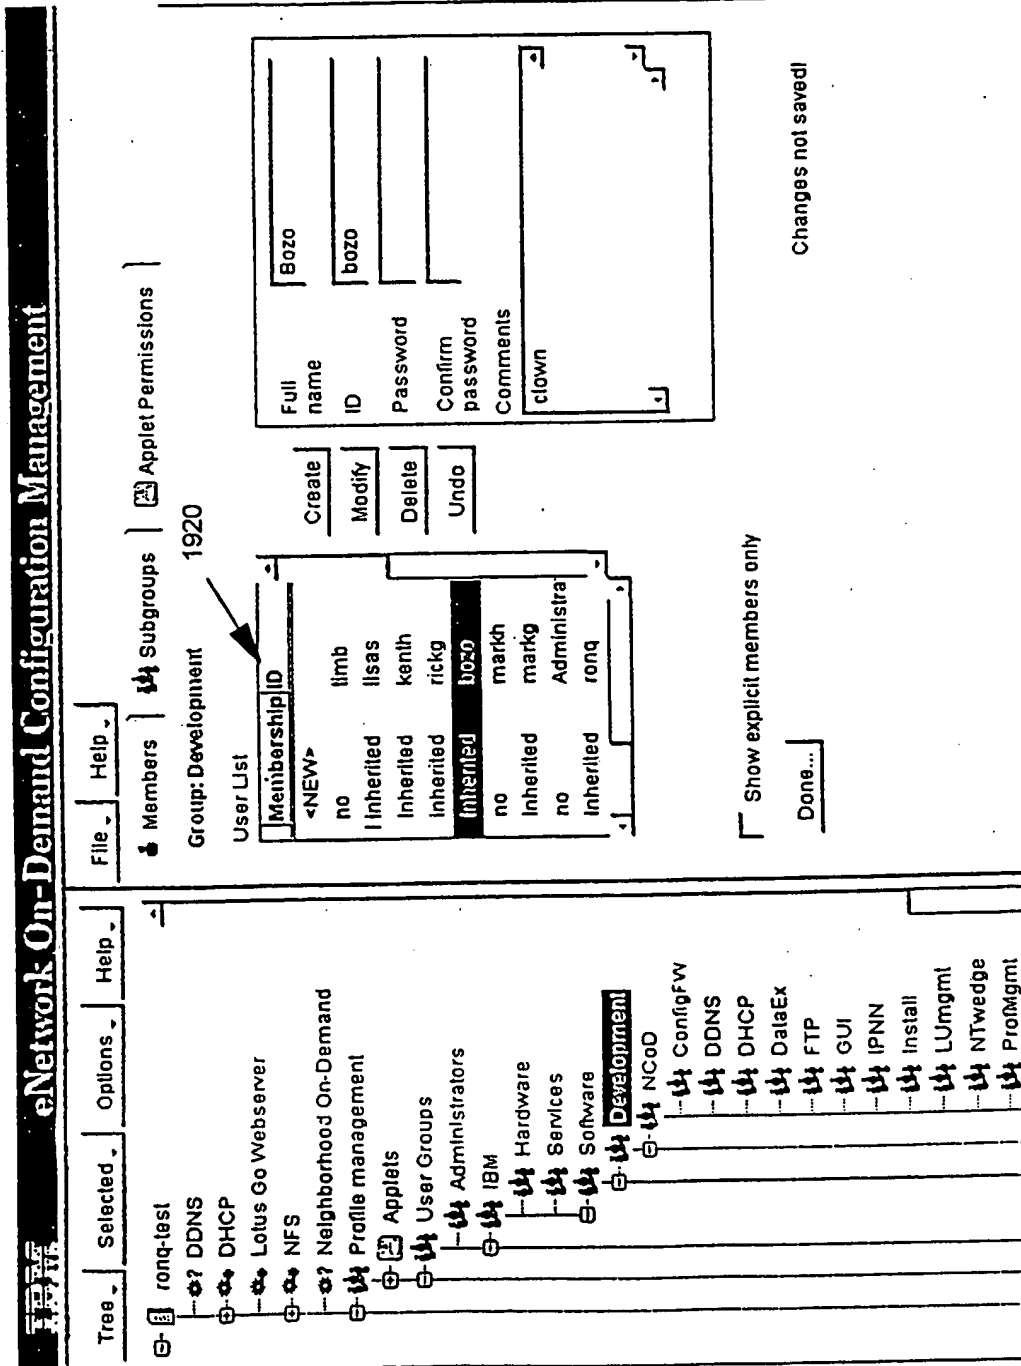 IBM eNetwork On-Demand Configuration Management
Tree Selected Options Help
ronq-test
? DDNS
DHCP
Lotus Go Webserver
NFS
? Neighborhood On-Demand
Profile management
Applets
User Groups
Administrators
IBM
Hardware
Services
Software
Development
NCoD
ConfigFW
DDNS
DHCP
DataEx
FTP
GUI
IPNN
Install
LUmgmt
NTwedge
ProfMgmt
File Help
Members Subgroups Applet Permissions
Group: Development
1920
User List
Membership ID
<NEW>
no timb
Inherited lisas
Inherited kenth
Inherited rickg
Inherited bozo
no markh
Inherited markg
no Administra
Inherited ronq
Create
Modify
Delete
Undo
Full name Bozo
ID bozo
Password
Confirm password
Comments
clown
Show explicit members only
Done...
Changes not saved!